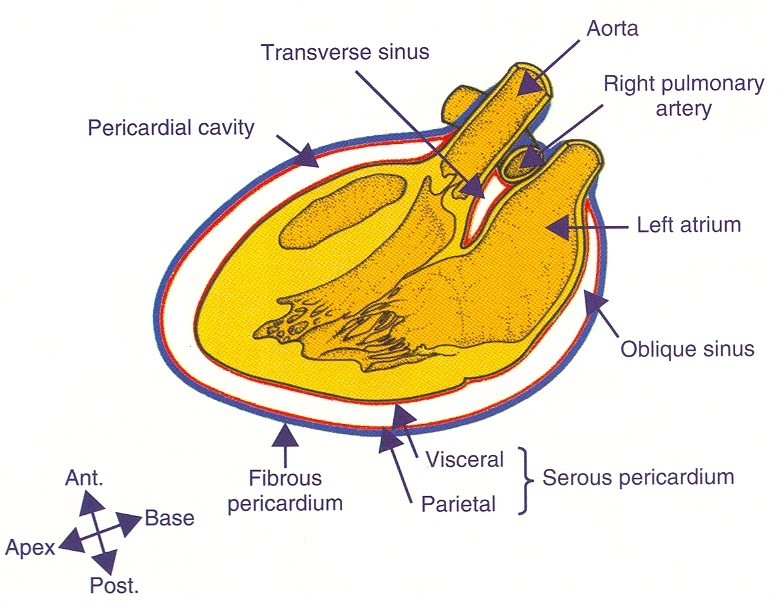 Aorta
Transverse sinus
Right pulmonary
artery
Pericardial cavity
Left atrium
Oblique sinus
Visceral
Serous pericardium
Parietal
Fibrous
pericardium
Ant.
Base
Apex
Post.